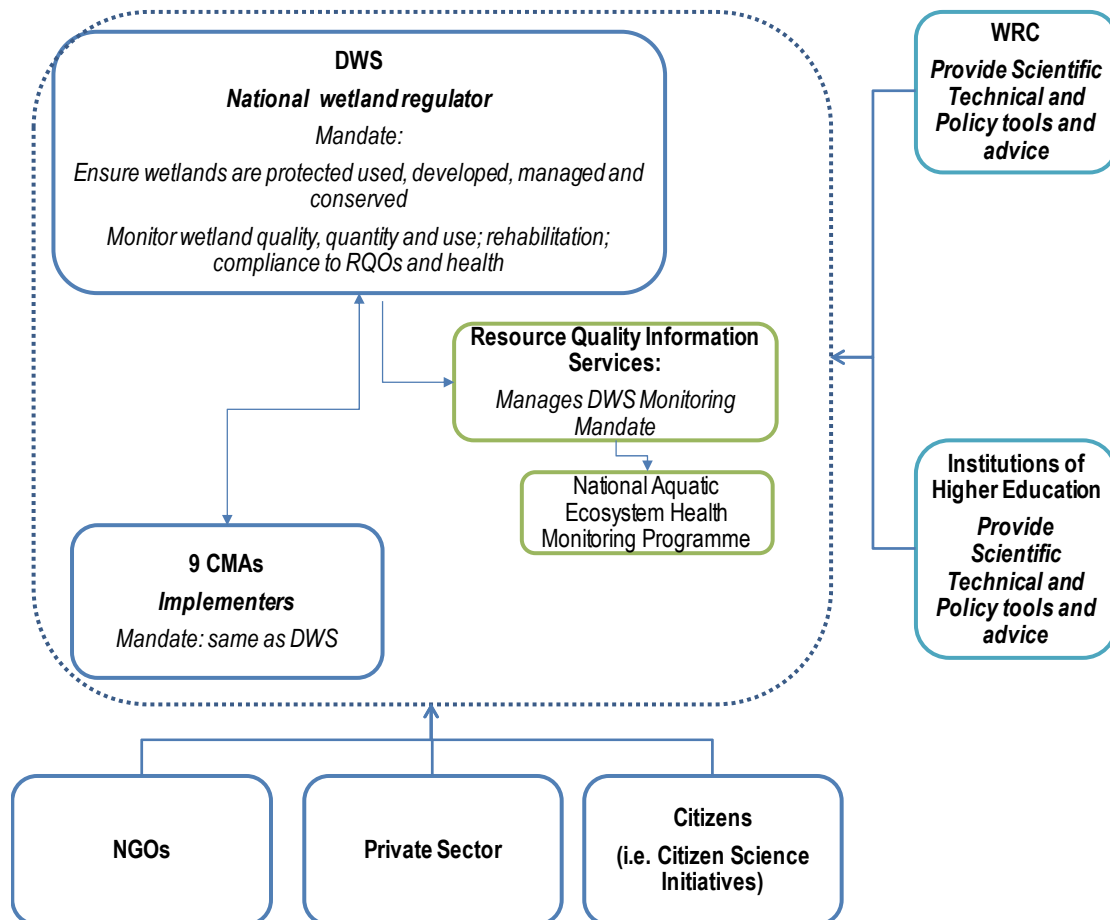 DWS
National wetland regulator
Mandate:
Ensure wetlands are protected used, developed, managed and
conserved
Monitor wetland quality, quantity and use; rehabilitation;
compliance to RQOs and health
Resource Quality Information
Services:
Manages DWS Monitoring
Mandate
National Aquatic
Ecosystem Health
Monitoring Programme
9 CMAs
Implementers
Mandate: same as DWS
WRC
Provide Scientific
Technical and
Policy tools and
advice
Institutions of
Higher Education
Provide
Scientific
Technical and
Policy tools and
advice
NGOs
Private Sector
Citizens
(i.e. Citizen Science
Initiatives)